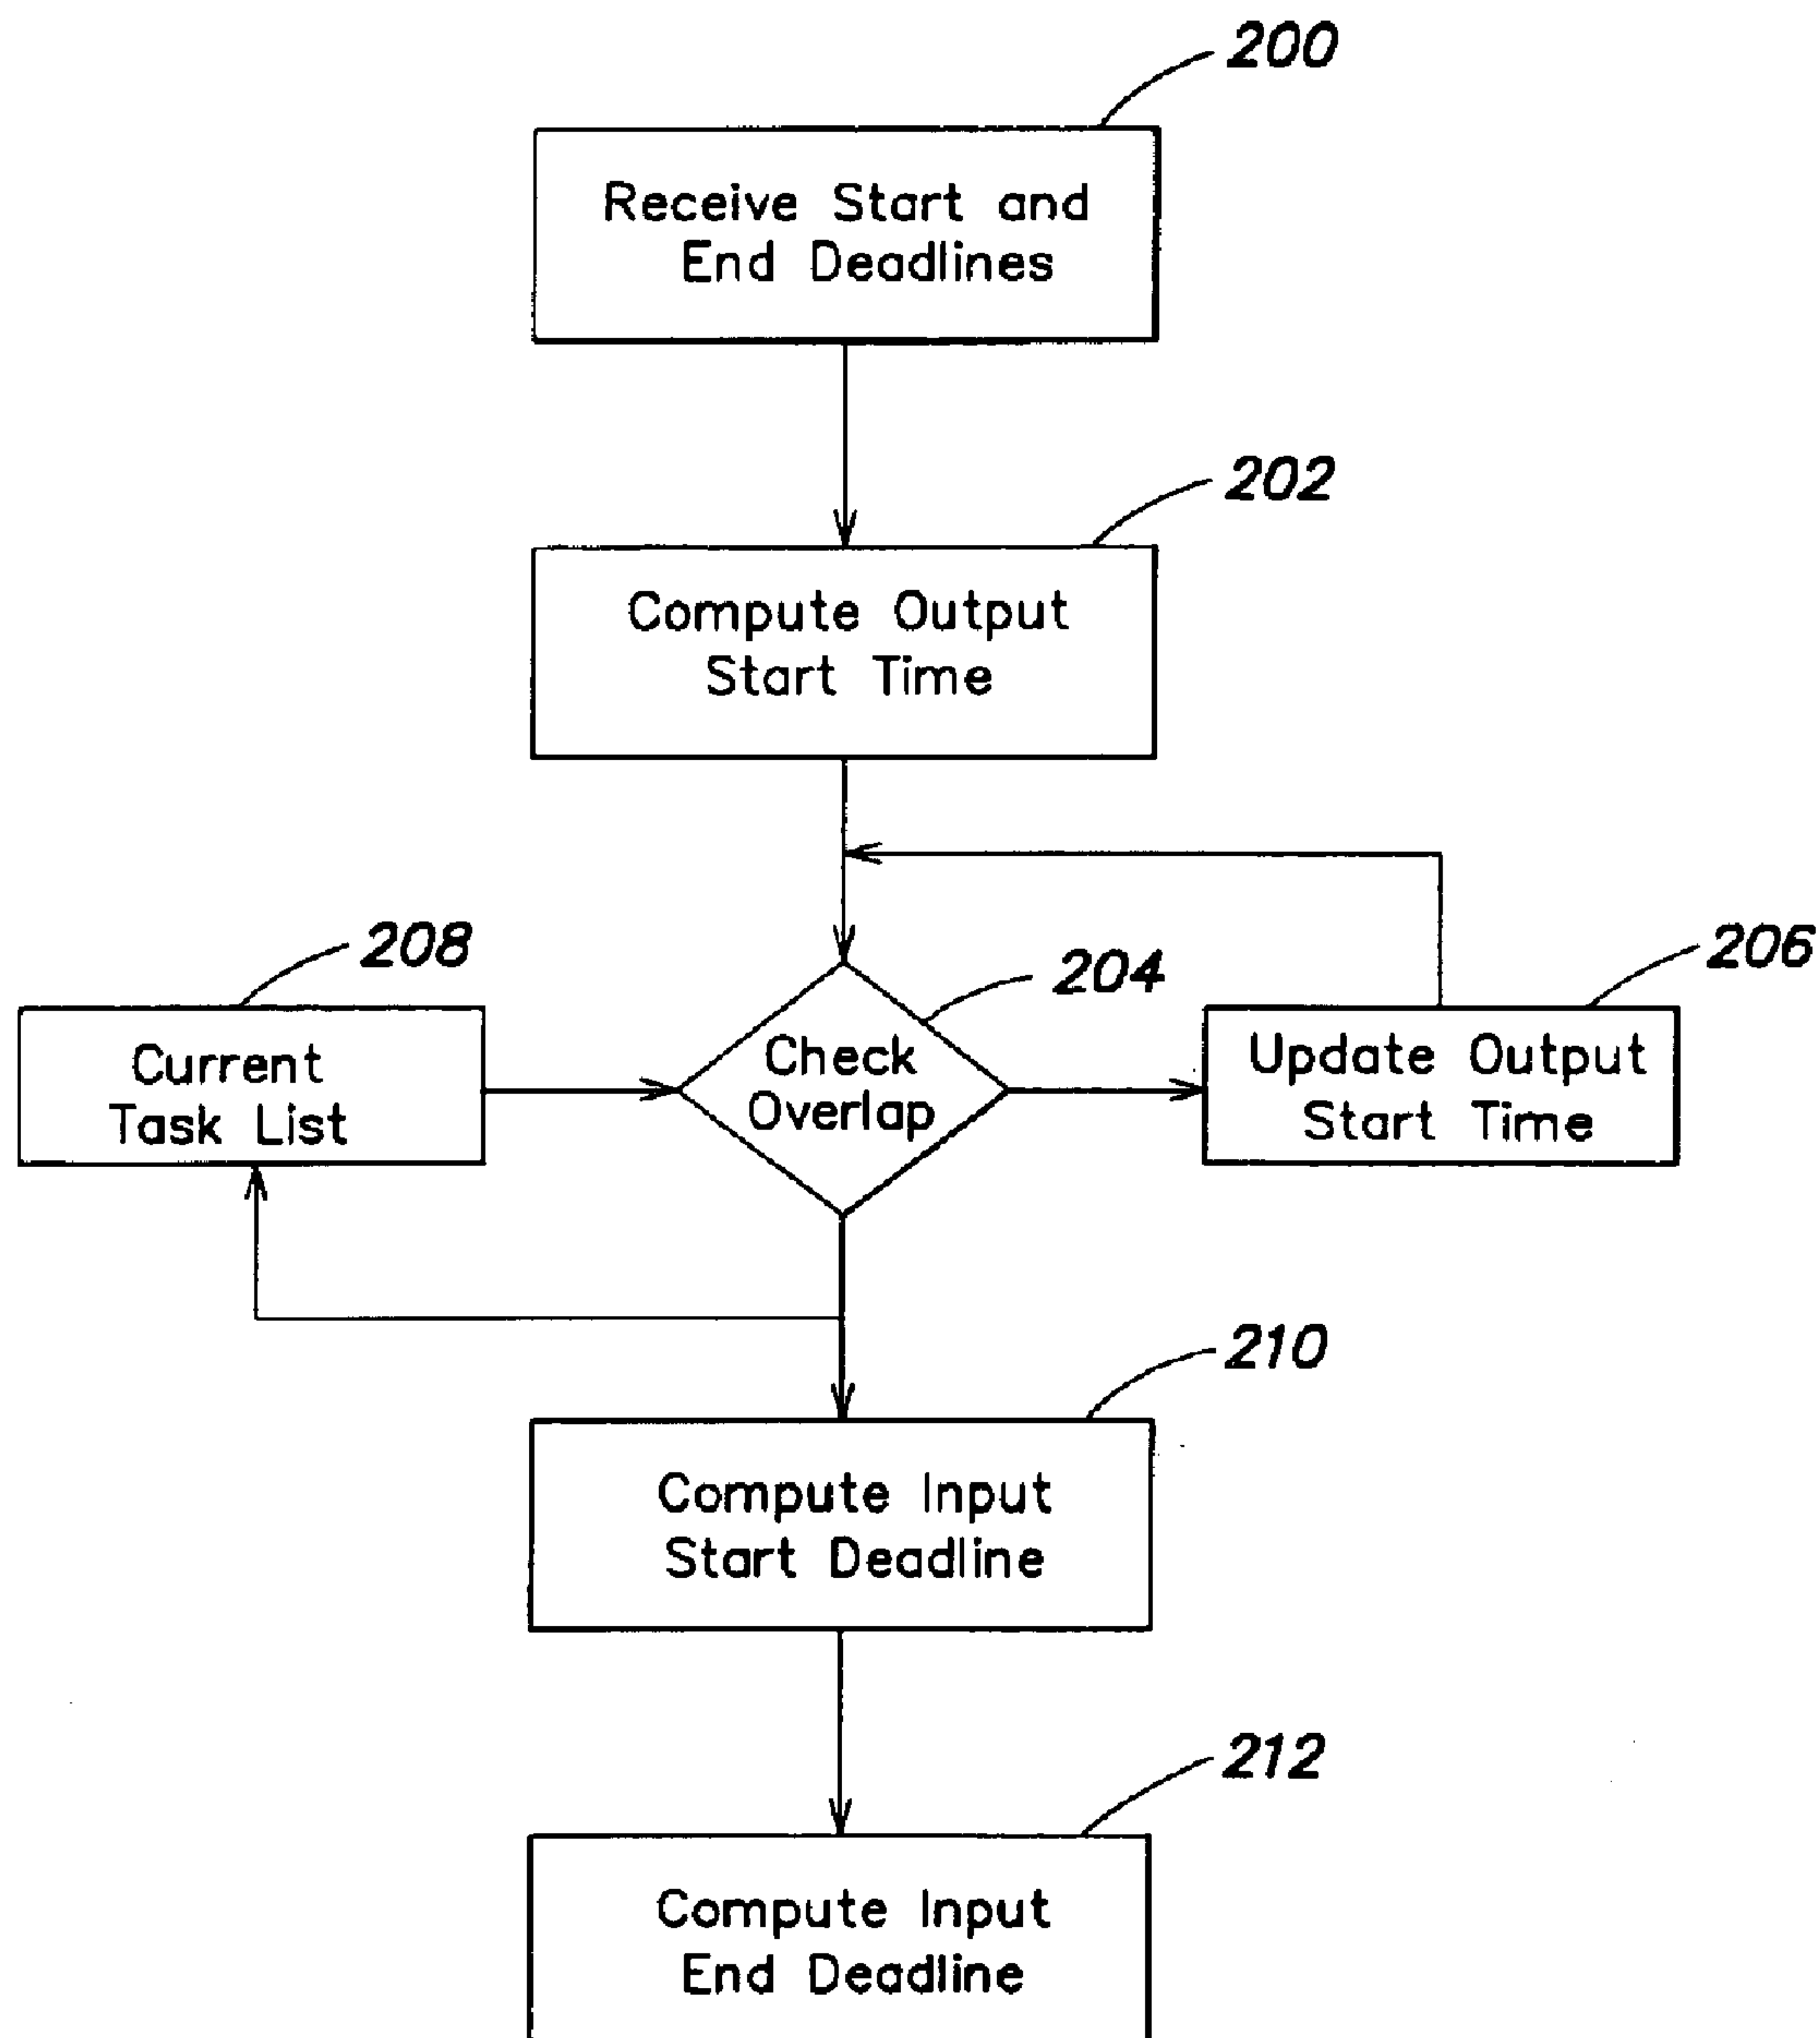 200
Receive Start and
End Deadlines
202
Compute Output
Start Time
208
Current
Task List
204
Check
Overlap
206
Update Output
Start Time
210
Compute Input
Start Deadline
212
Compute Input
End Deadline